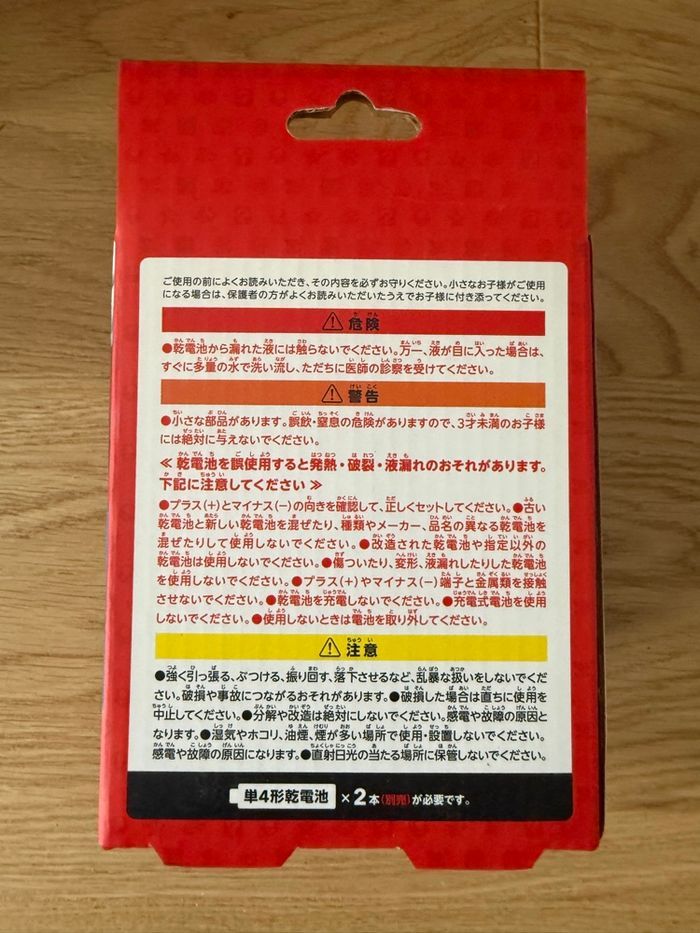 ご使用の前によくお読みいただき、その内容を必ずお守りください。小さなお子様がご使用
になる場合は、保護者の方がよくお読みいただいたうえでお子様に付き添ってください。
⚠ 危険
●乾電池から漏れた液には触らないでください。万一、液が目に入った場合は、
すぐに多量の水で洗い流し、ただちに医師の診察を受けてください。
⚠ 警告
●小さな部品があります。誤飲・窒息の危険がありますので、3才未満のお子様
には絶対に与えないでください。
≪ 乾電池を誤使用すると発熱・破裂・液漏れのおそれがあります。
下記に注意してください ≫
●プラス(+)とマイナス(−)の向きを確認して、正しくセットしてください。●古い
乾電池と新しい乾電池を混ぜたり、種類やメーカー、品名の異なる乾電池を
混ぜたりして使用しないでください。●改造された乾電池や指定以外の
乾電池は使用しないでください。●傷ついたり、変形、液漏れしたりした乾電池
を使用しないでください。●プラス(+)やマイナス(−)端子と金属類を接触
させないでください。●乾電池を充電しないでください。●充電式電池を使用
しないでください。●使用しないときは電池を取り外してください。
⚠ 注意
●強く引っ張る、ぶつける、振り回す、落下させるなど、乱暴な扱いをしないでくだ
さい。破損や事故につながるおそれがあります。●破損した場合は直ちに使用を
中止してください。●分解や改造は絶対にしないでください。感電や故障の原因と
なります。●湿気やホコリ、油煙、煙が多い場所で使用・設置しないでください。
感電や故障の原因になります。●直射日光の当たる場所に保管しないでください。
単4形乾電池 ×2本(別売)が必要です。